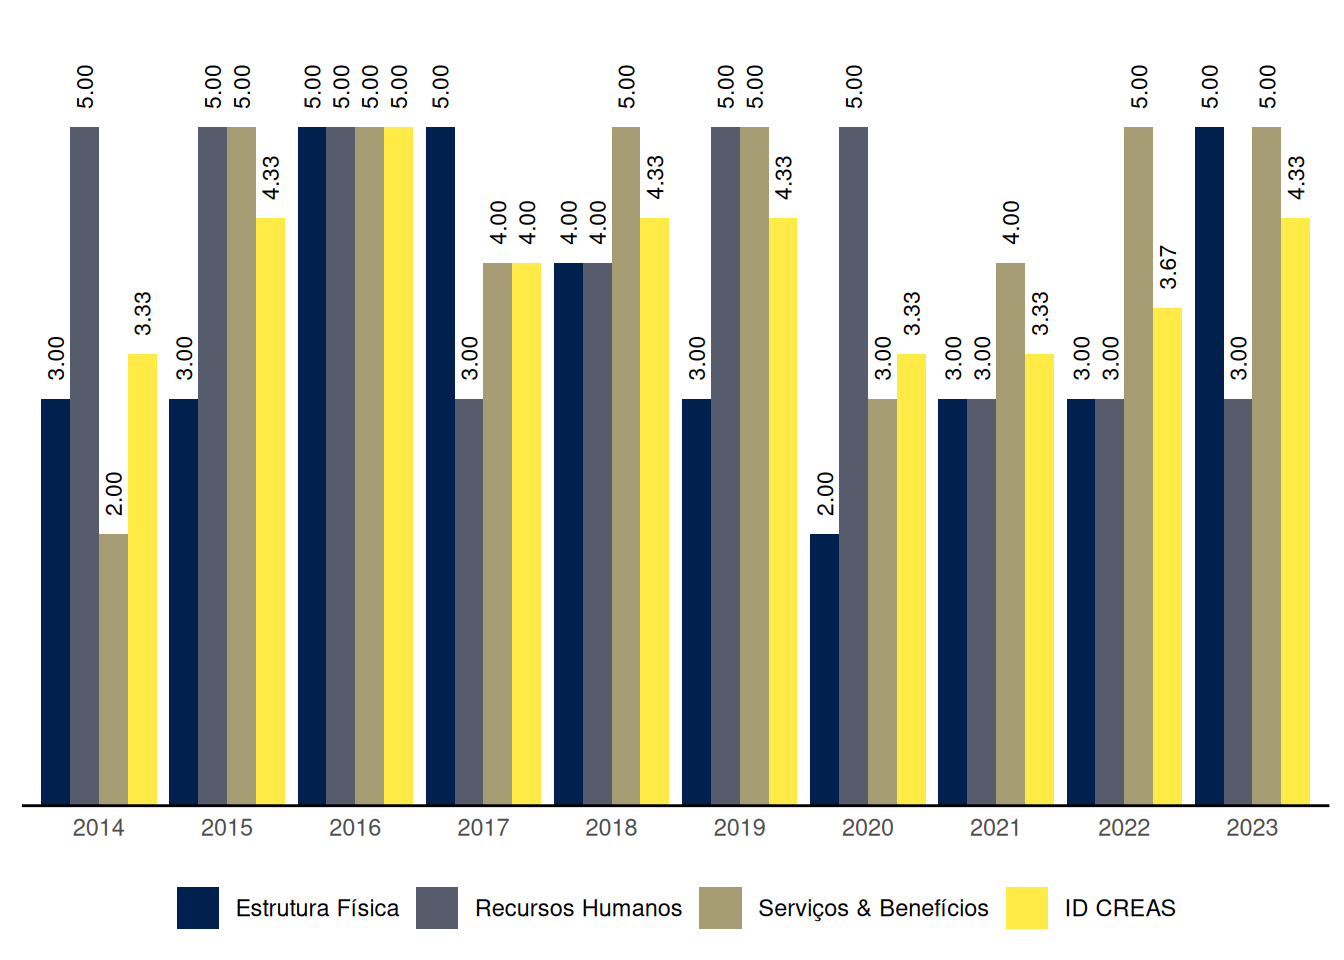 3.00 5.00 2.00 3.33 3.00 5.00 5.00 4.33 5.00 5.00 5.00 5.00 5.00 3.00 4.00 4.00 4.00 4.00 5.00 4.33 3.00 5.00 5.00 4.33 2.00 5.00 3.00 3.33 3.00 3.00 4.00 3.33 3.00 3.00 5.00 3.67 5.00 3.00 5.00 4.33
2014 2015 2016 2017 2018 2019 2020 2021 2022 2023
Estrutura Física Recursos Humanos Serviços & Benefícios ID CREAS